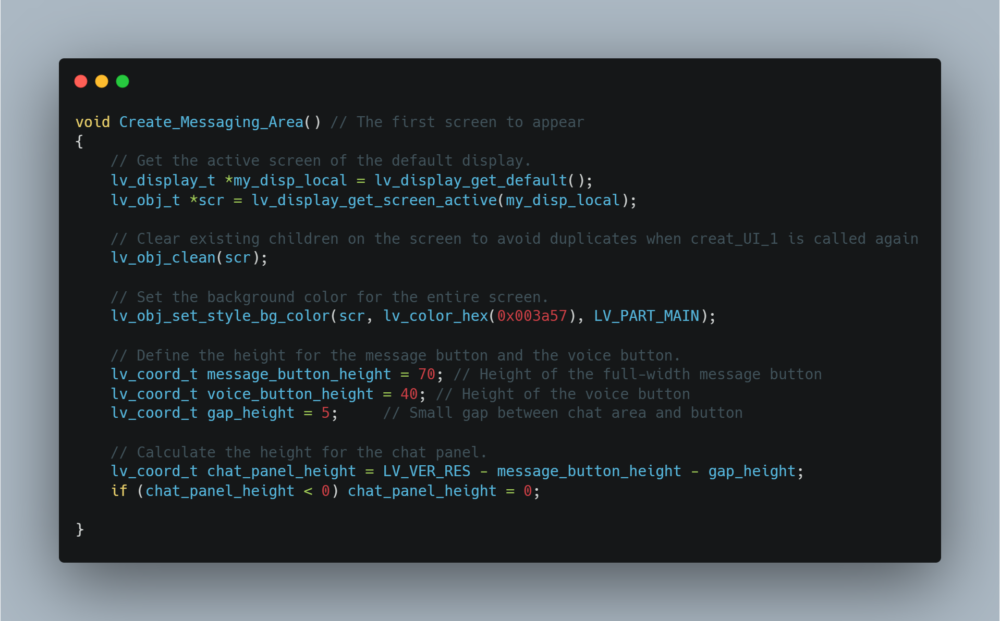 void Create_Messaging_Area() // The first screen to appear
{
    // Get the active screen of the default display.
    lv_display_t *my_disp_local = lv_display_get_default();
    lv_obj_t *scr = lv_display_get_screen_active(my_disp_local);

    // Clear existing children on the screen to avoid duplicates when creat_UI_1 is called again
    lv_obj_clean(scr);

    // Set the background color for the entire screen.
    lv_obj_set_style_bg_color(scr, lv_color_hex(0x003a57), LV_PART_MAIN);

    // Define the height for the message button and the voice button.
    lv_coord_t message_button_height = 70; // Height of the full-width message button
    lv_coord_t voice_button_height = 40; // Height of the voice button
    lv_coord_t gap_height = 5;     // Small gap between chat area and button

    // Calculate the height for the chat panel.
    lv_coord_t chat_panel_height = LV_VER_RES - message_button_height - gap_height;
    if (chat_panel_height < 0) chat_panel_height = 0;

}